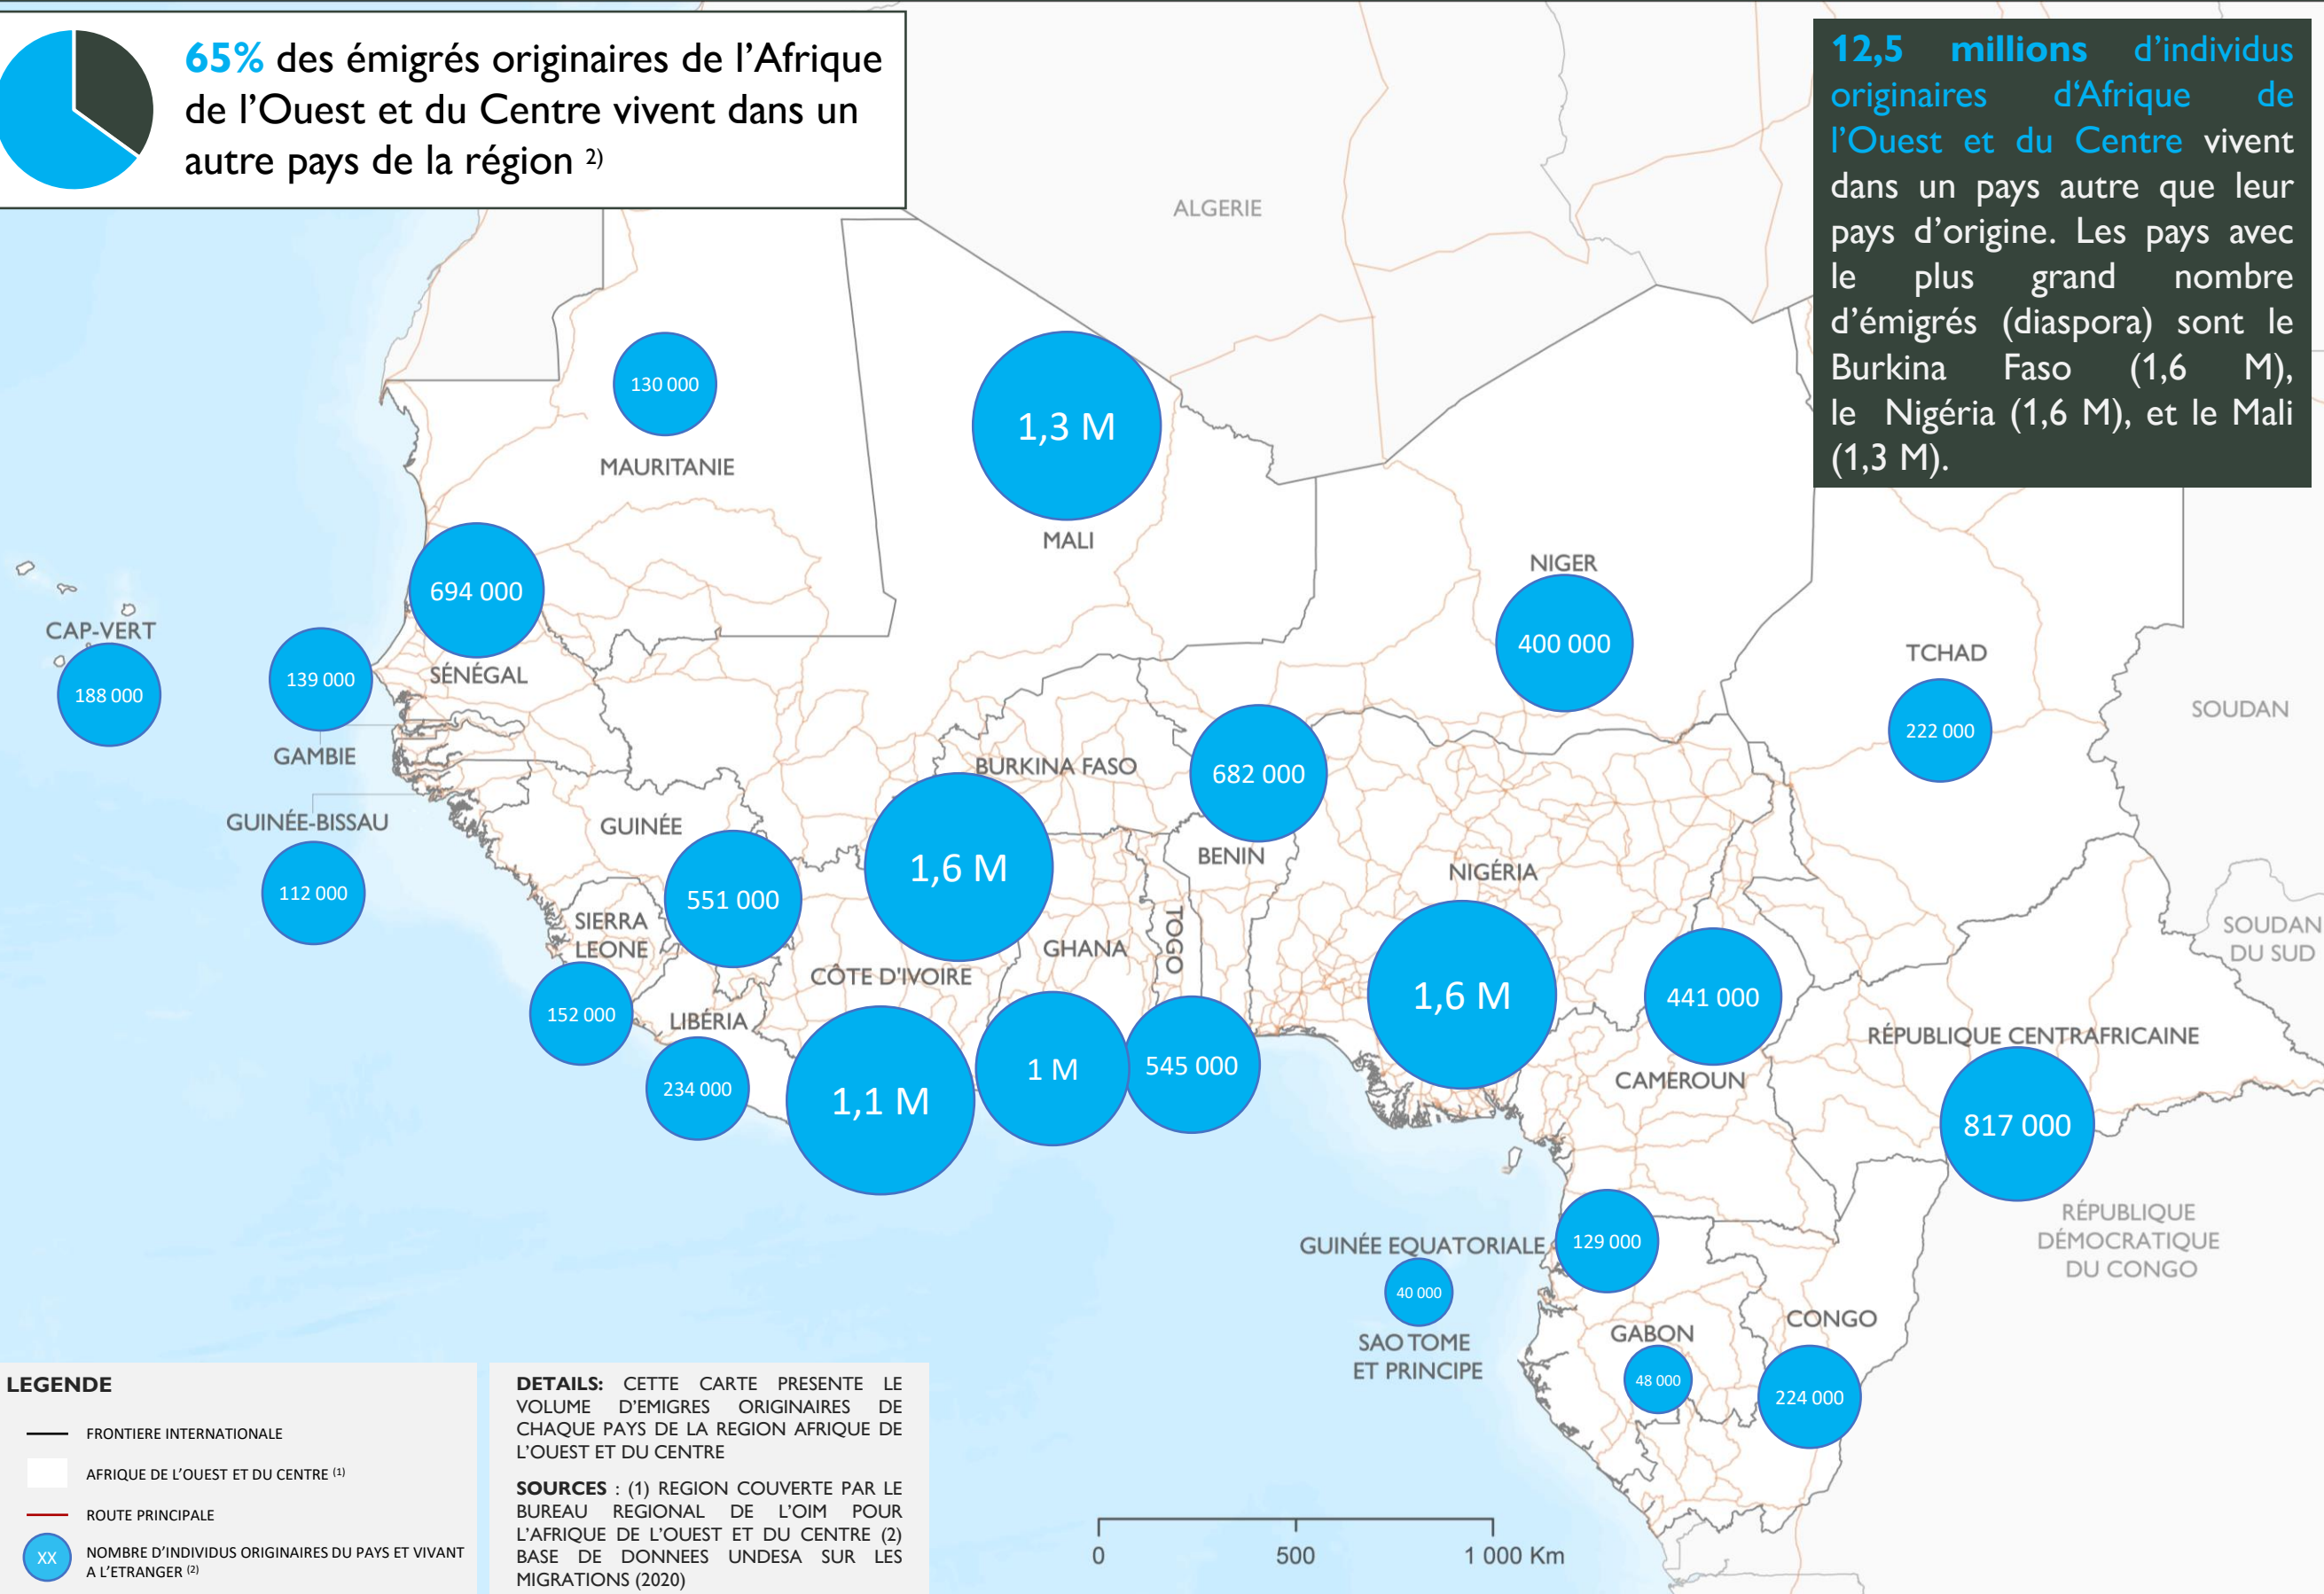 65% des émigrés originaires de l'Afrique
de l'Ouest et du Centre vivent dans un
autre pays de la région 2)
12,5 millions d'individus
originaires d‘Afrique de
l'Ouest et du Centre vivent
dans un pays autre que leur
pays d'origine. Les pays avec
le plus grand nombre
d'émigrés (diaspora) sont le
Burkina Faso (1,6 M),
le Nigéria (1,6 M), et le Mali
(1,3 M).
ALGERIE
130 000
MAURITANIE
1,3 M
MALI
694 000
SÉNÉGAL
CAP-VERT
188 000
139 000
GAMBIE
GUINÉE-BISSAU
112 000
NIGER
400 000
TCHAD
222 000
SOUDAN
BURKINA FASO
1,6 M
682 000
BENIN
GUINÉE
551 000
SIERRA
LEONE
152 000
LIBÉRIA
234 000
CÔTE D'IVOIRE
1,1 M
GHANA
1 M
TOGO
545 000
NIGÉRIA
1,6 M
441 000
CAMEROUN
SOUDAN
DU SUD
RÉPUBLIQUE CENTRAFRICAINE
817 000
RÉPUBLIQUE
DÉMOCRATIQUE
DU CONGO
GUINÉE EQUATORIALE
129 000
40 000
SAO TOME
ET PRINCIPE
GABON
48 000
CONGO
224 000
LEGENDE
FRONTIERE INTERNATIONALE
AFRIQUE DE L'OUEST ET DU CENTRE (1)
ROUTE PRINCIPALE
XX
NOMBRE D'INDIVIDUS ORIGINAIRES DU PAYS ET VIVANT
A L'ETRANGER (2)
DETAILS: CETTE CARTE PRESENTE LE
VOLUME D'EMIGRES ORIGINAIRES DE
CHAQUE PAYS DE LA REGION AFRIQUE DE
L'OUEST ET DU CENTRE
SOURCES : (1) REGION COUVERTE PAR LE
BUREAU REGIONAL DE L'OIM POUR
L'AFRIQUE DE L'OUEST ET DU CENTRE (2)
BASE DE DONNEES UNDESA SUR LES
MIGRATIONS (2020)
0 500 1 000 Km